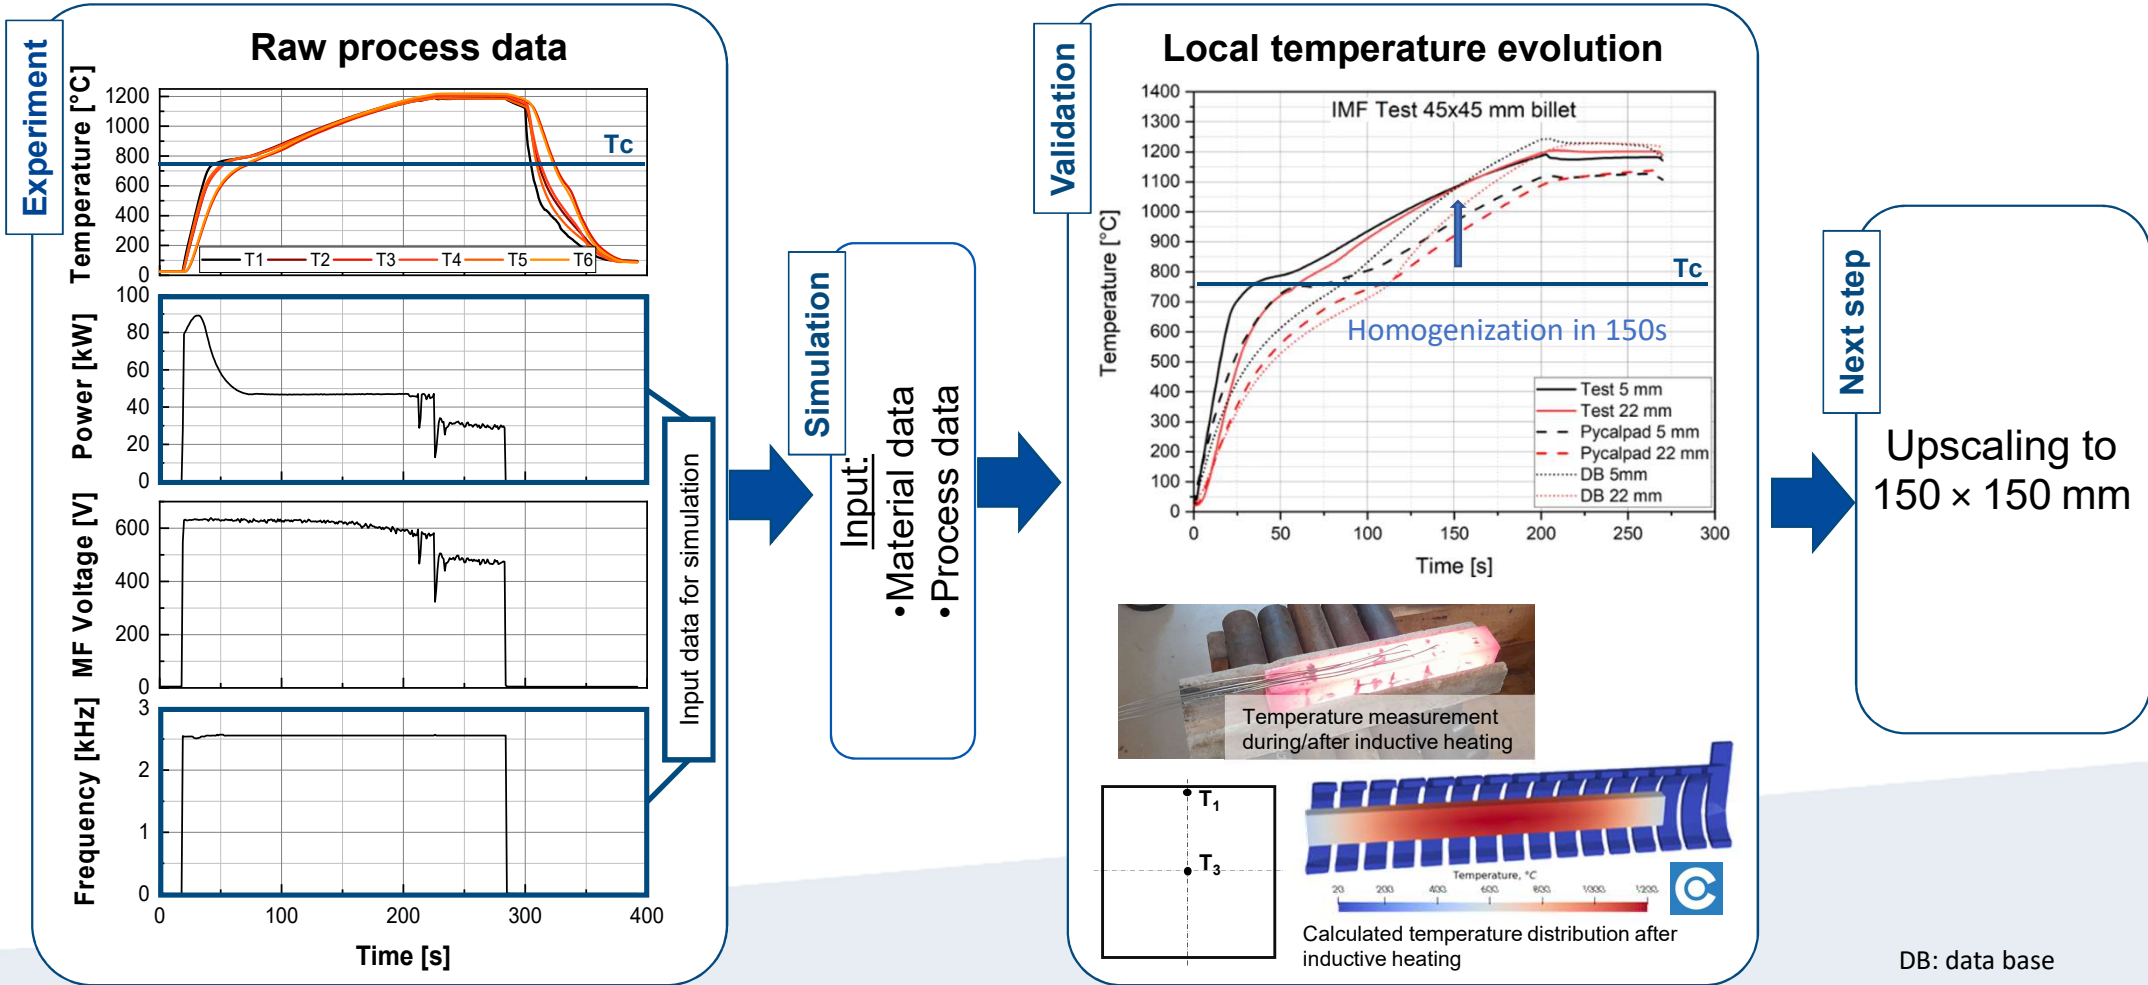 Experiment
Raw process data
Temperature [°C]
1200
1000
800
600
400
200
0
Tc
T1 T2 T3 T4 T5 T6
Power [kW]
100
80
60
40
20
0
MF Voltage [V]
600
400
200
0
Frequency [kHz]
3
2
1
0
0 100 200 300 400
Time [s]
Input data for simulation
Simulation
Input:
•Material data
•Process data
Validation
Local temperature evolution
IMF Test 45x45 mm billet
Temperature [°C]
1400
1300
1200
1100
1000
900
800
700
600
500
400
300
200
100
0
Tc
Homogenization in 150s
Test 5 mm
Test 22 mm
Pycalpad 5 mm
Pycalpad 22 mm
DB 5mm
DB 22 mm
0 50 100 150 200 250 300
Time [s]
Temperature measurement
during/after inductive heating
T1
T3
Temperature, °C
20 200 400 600 800 1000 1200
Calculated temperature distribution after
inductive heating
Next step
Upscaling to
150 × 150 mm
DB: data base